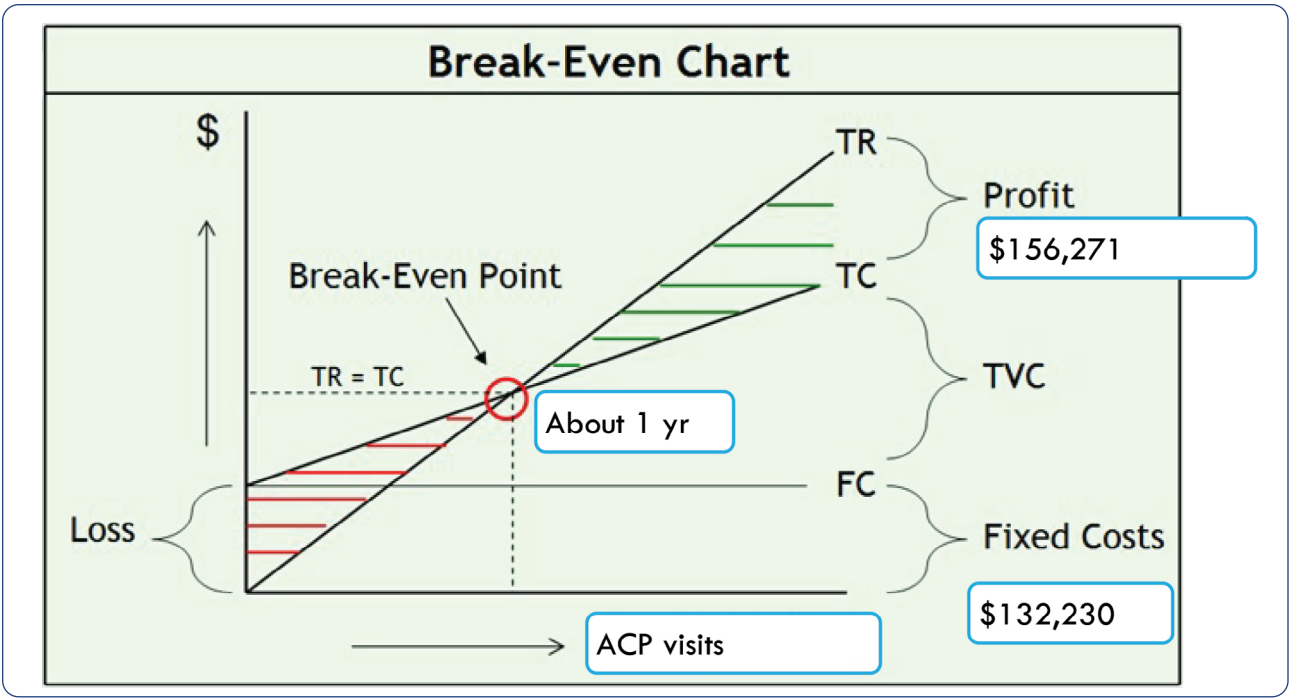 Break-Even Chart
$
TR
Profit
$156,271
Break-Even Point
TC
TR = TC
TVC
About 1 yr
FC
Loss
Fixed Costs
$132,230
ACP visits